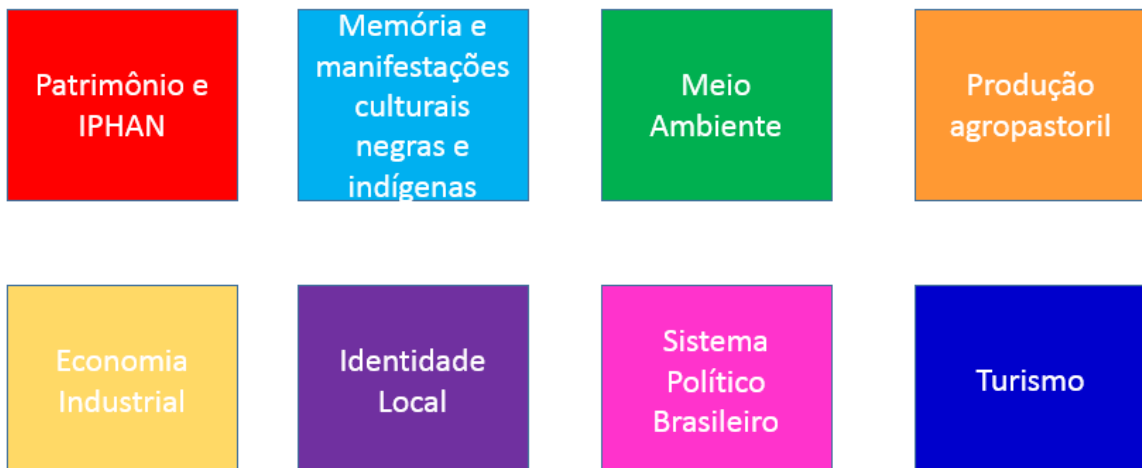 Patrimônio e
IPHAN
Memória e
manifestações
culturais
negras e
indígenas
Meio
Ambiente
Produção
agropastoril
Economia
Industrial
Identidade
Local
Sistema
Político
Brasileiro
Turismo